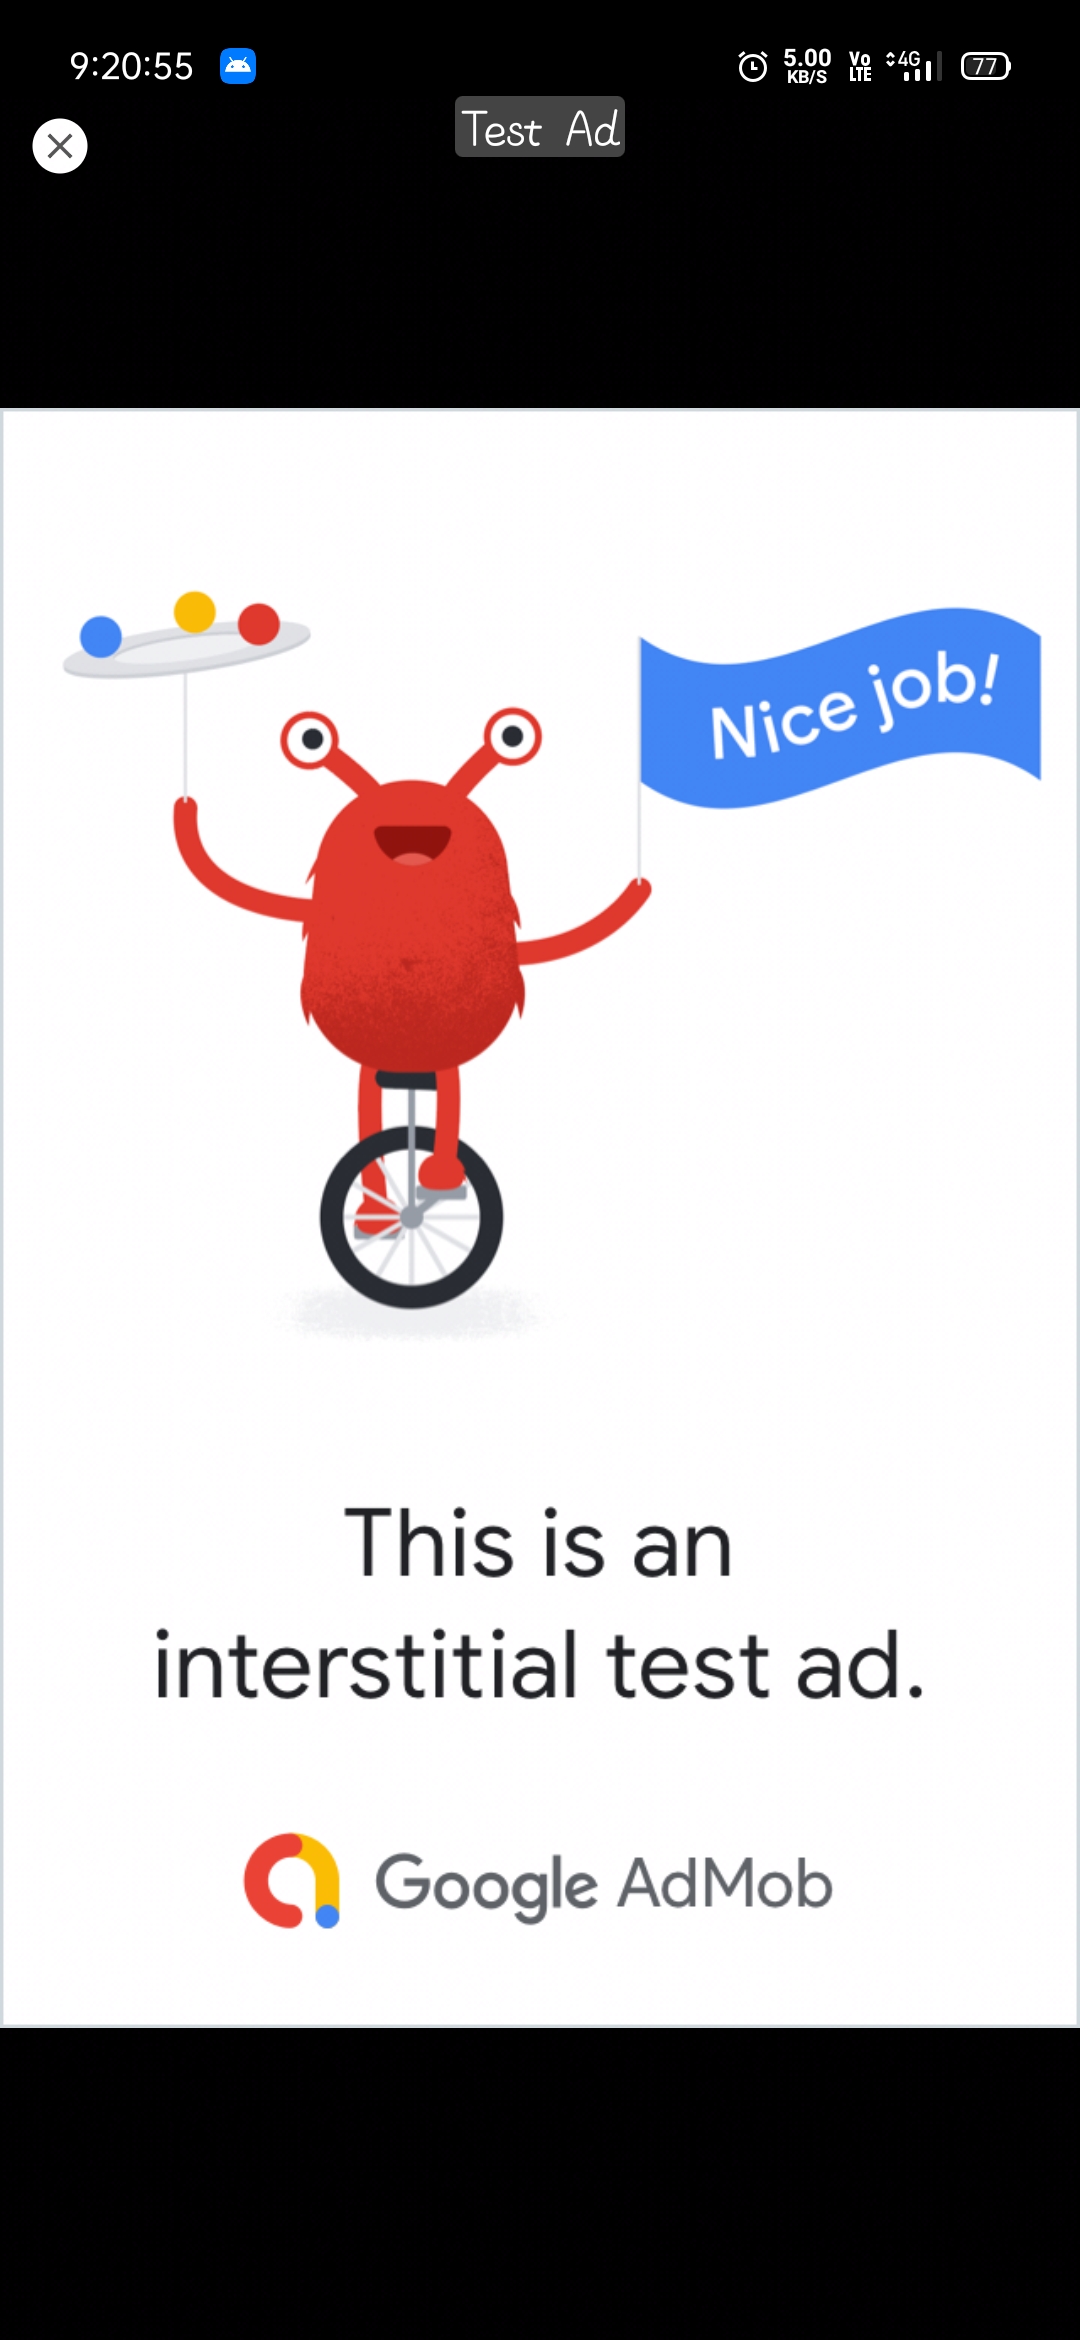 9:20:55
5.00
KB/S
Vo
LTE
4G
77
Test Ad
Nice job!
This is an
interstitial test ad.
Google AdMob